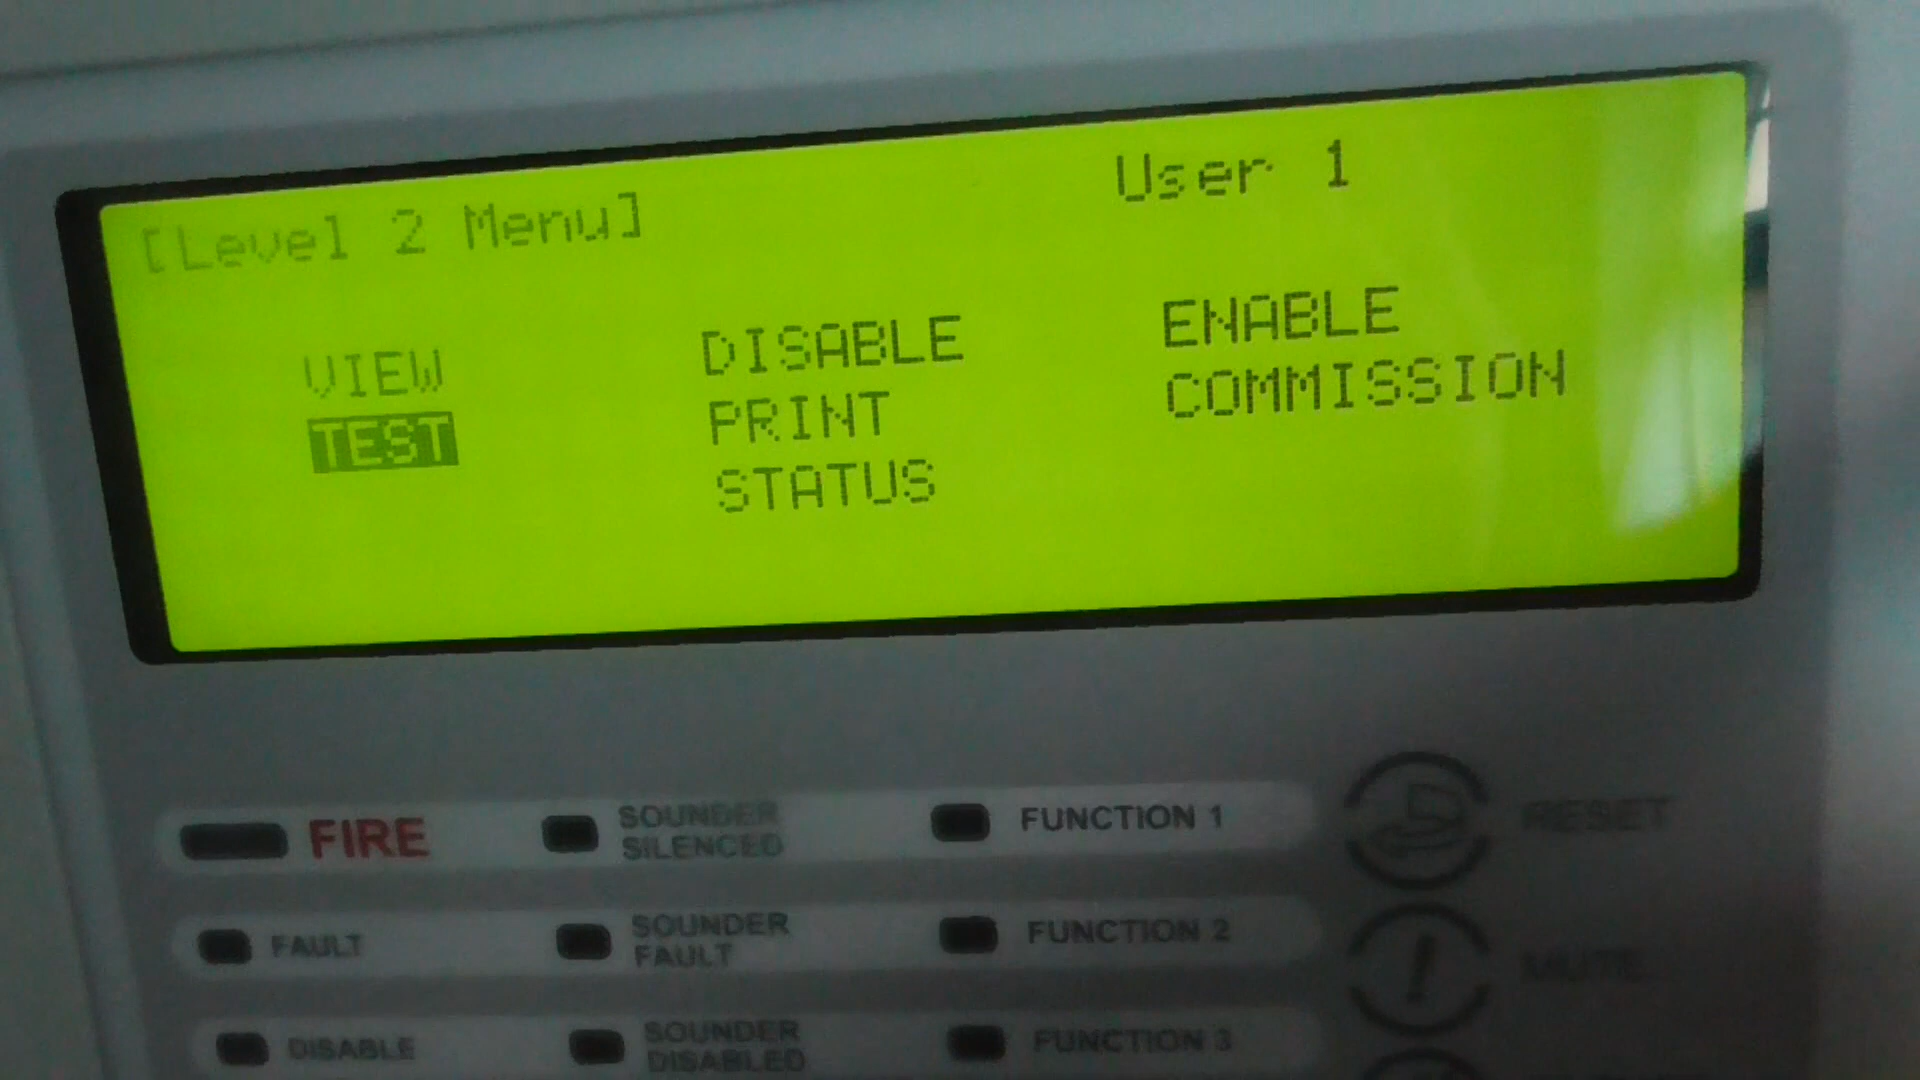 [Level 2 Menu] User 1
VIEW DISABLE ENABLE
TEST PRINT COMMISSION
STATUS
FIRE
SOUNDER
SILENCED
FUNCTION 1
RESET
FAULT
SOUNDER
FAULT
FUNCTION 2
MUTE
DISABLE
SOUNDER
DISABLED
FUNCTION 3